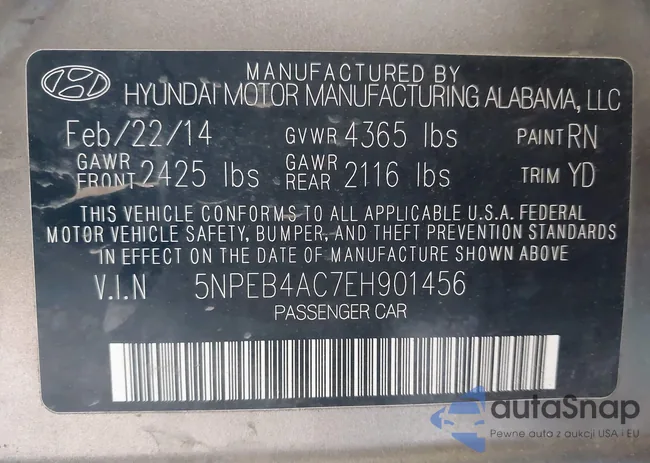 MANUFACTURED BY
HYUNDAI MOTOR MANUFACTURING ALABAMA, LLC
Feb/22/14 GVWR 4365 lbs PAINT RN
GAWR FRONT 2425 lbs GAWR REAR 2116 lbs TRIM YD
THIS VEHICLE CONFORMS TO ALL APPLICABLE U.S.A. FEDERAL
MOTOR VEHICLE SAFETY, BUMPER, AND THEFT PREVENTION STANDARDS
IN EFFECT ON THE DATE OF MANUFACTURE SHOWN ABOVE
V.I.N 5NPEB4AC7EH901456
PASSENGER CAR
autaSnap
Pewne auta z aukcji USA i EU